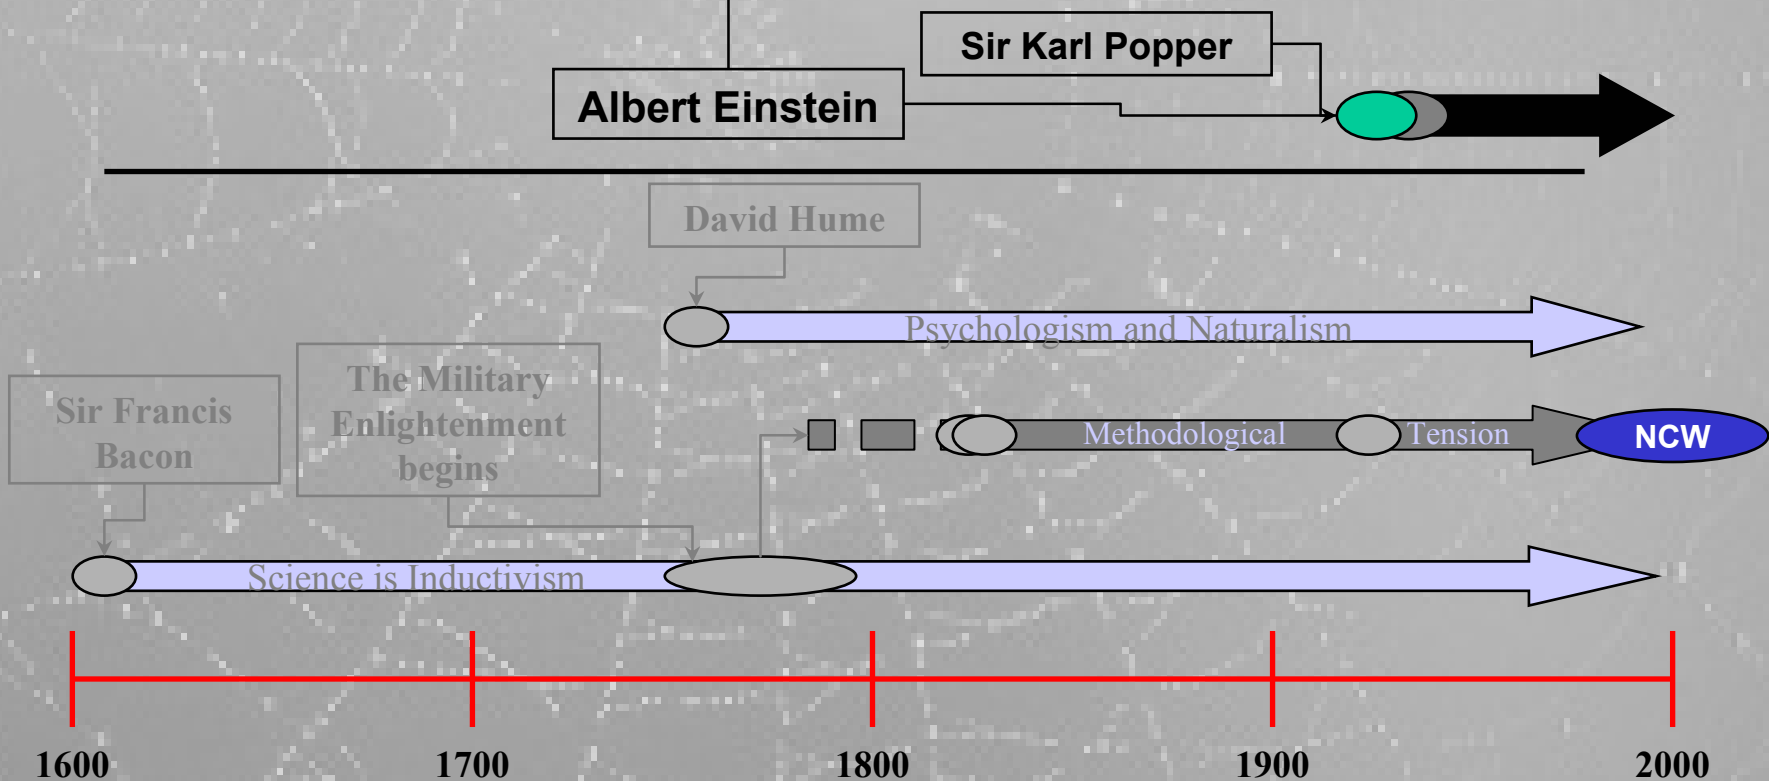 Sir Karl Popper
Albert Einstein
David Hume
Psychologism and Naturalism
The Military
Enlightenment
begins
Sir Francis
Bacon
Methodological Tension
NCW
Science is Inductivism
1600 1700 1800 1900 2000